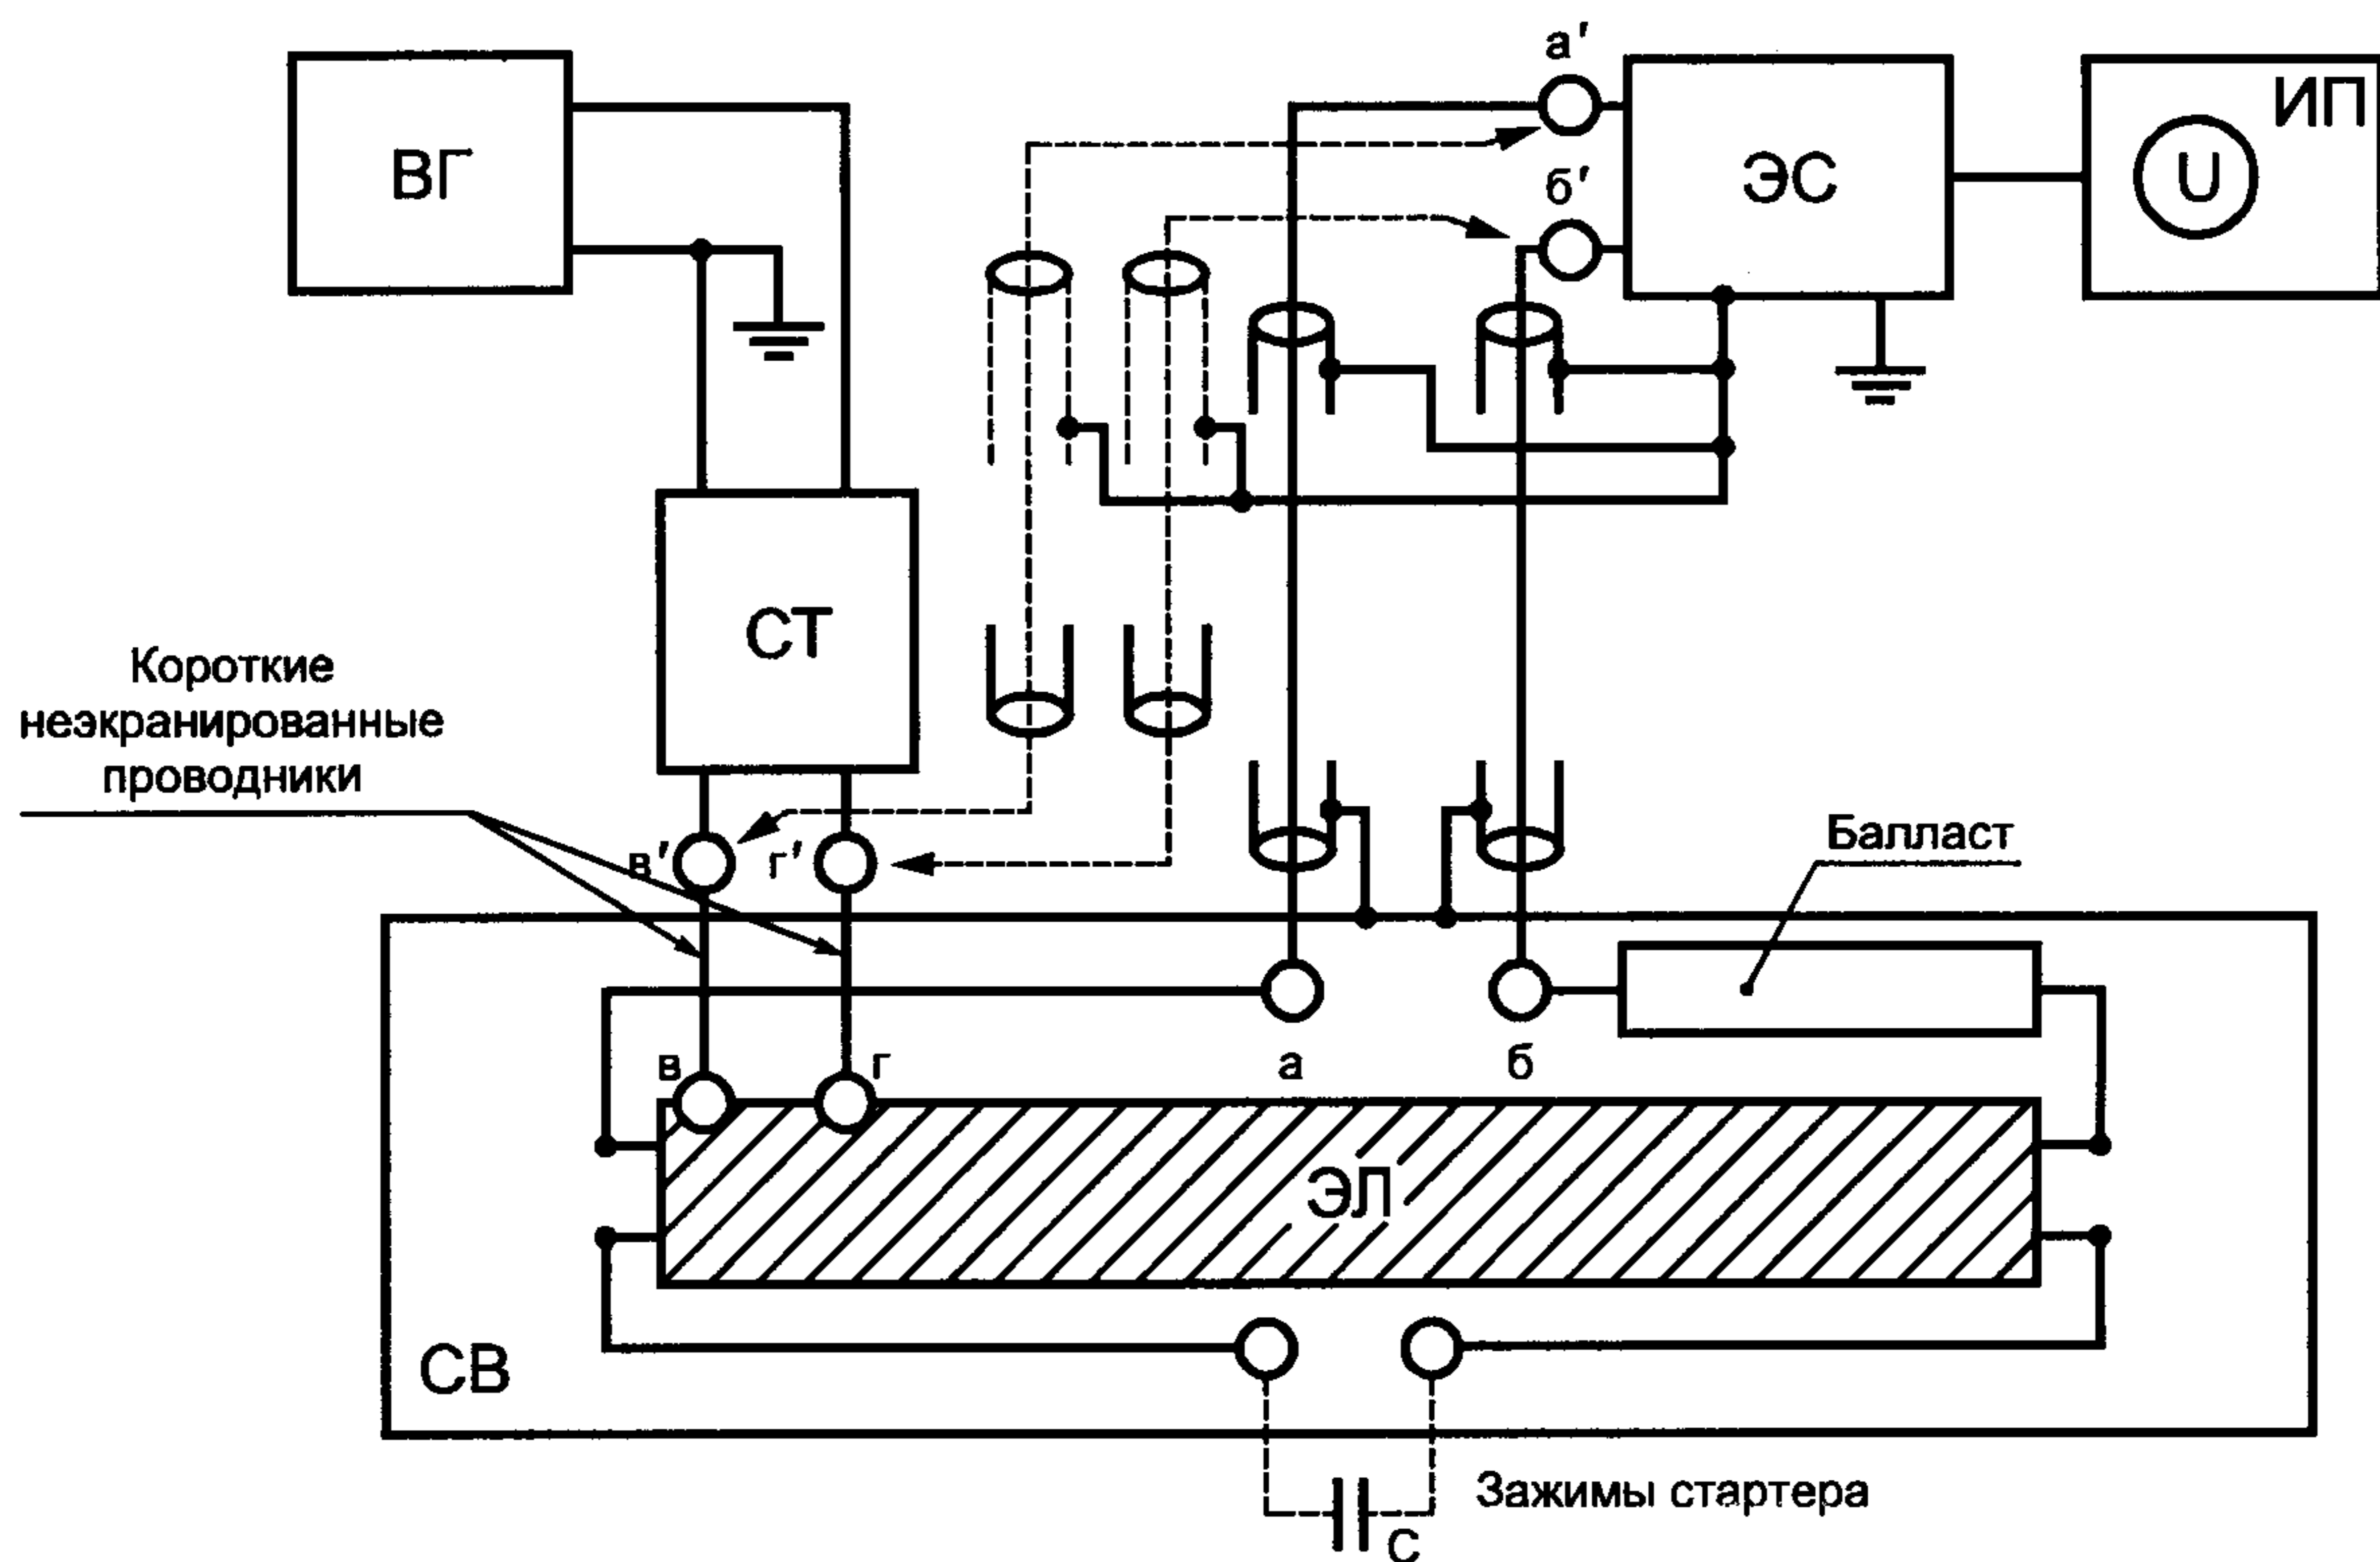 а′
ВГ
ЭС
ИП
U
б′
СТ
Короткие
неэкранированные
проводники
в′
г′
Балласт
в
г
а
б
ЭЛ
СВ
Зажимы стартера
С